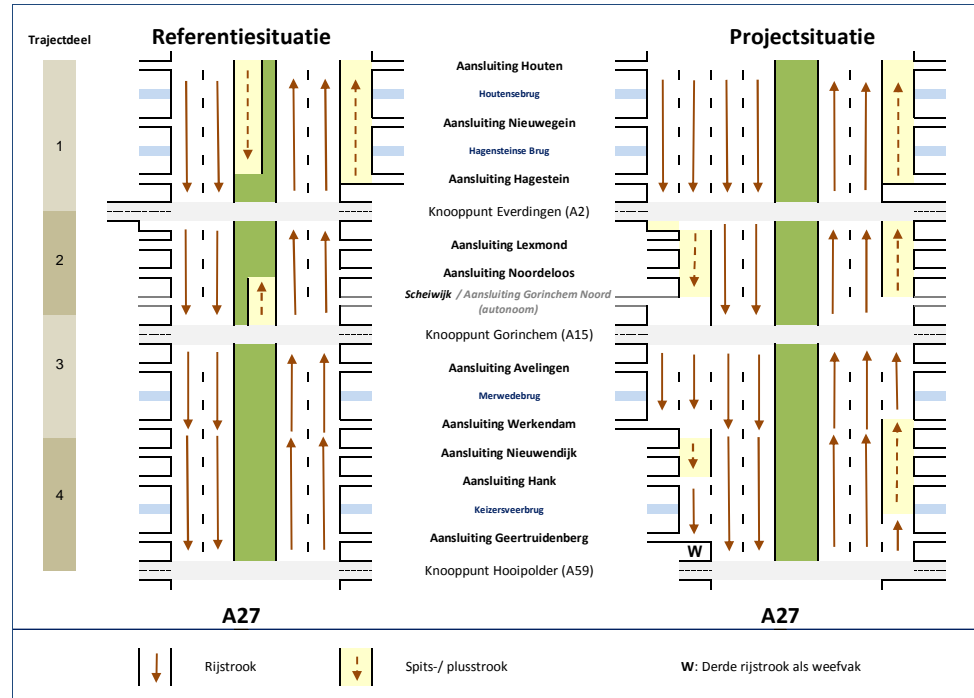 Trajectdeel
Referentiesituatie
Projectsituatie
1
2
3
4
Aansluiting Houten
Houtensebrug
Aansluiting Nieuwegein
Hagensteinse Brug
Aansluiting Hagestein
Knooppunt Everdingen (A2)
Aansluiting Lexmond
Aansluiting Noordeloos
Scheiwijk / Aansluiting Gorinchem Noord
(autonoom)
Knooppunt Gorinchem (A15)
Aansluiting Avelingen
Merwedebrug
Aansluiting Werkendam
Aansluiting Nieuwendijk
Aansluiting Hank
Keizersveerbrug
Aansluiting Geertruidenberg
Knooppunt Hooipolder (A59)
W
A27
A27
Rijstrook
Spits-/ plusstrook
W: Derde rijstrook als weefvak